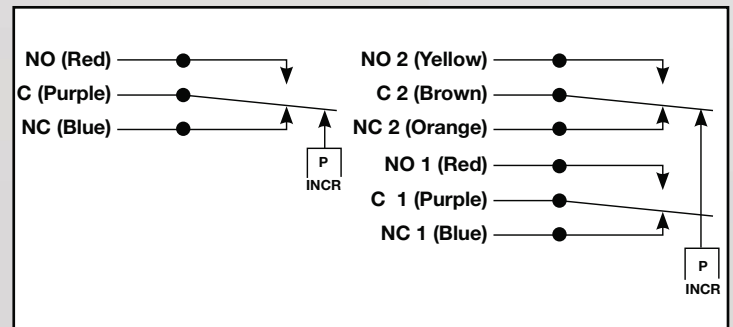 NO (Red)
C (Purple)
NC (Blue)
P
INCR
NO 2 (Yellow)
C 2 (Brown)
NC 2 (Orange)
NO 1 (Red)
C 1 (Purple)
NC 1 (Blue)
P
INCR